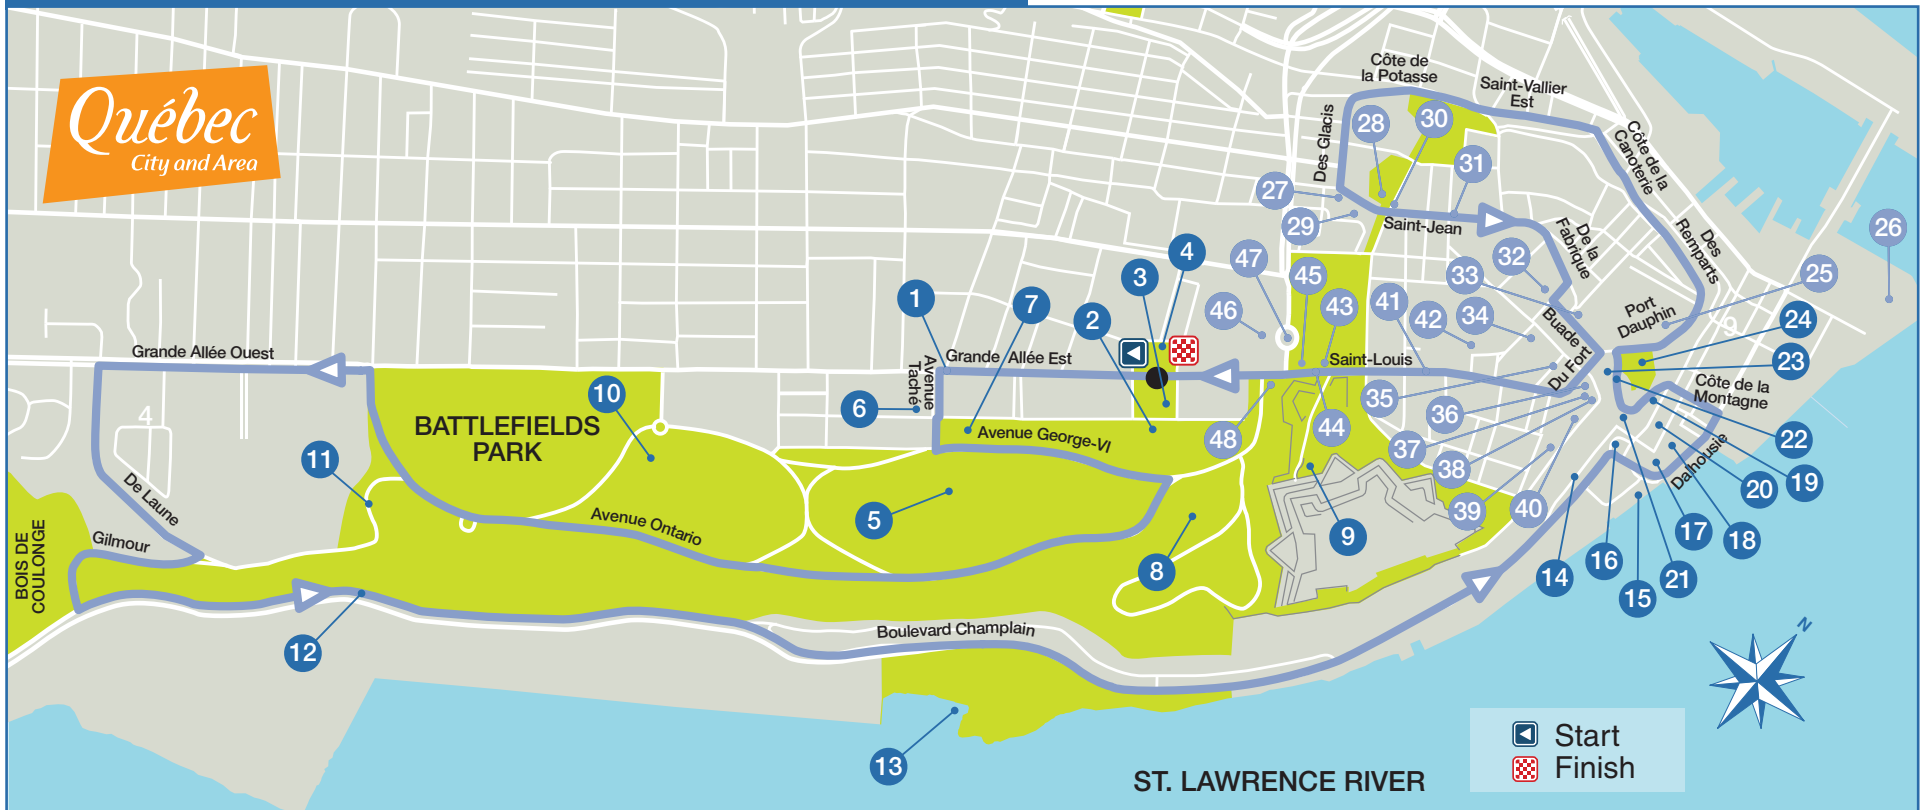 Québec
City and Area
Côte de
la Potasse
Saint-Vallier
Est
Des Glacis
28
30
31
27
29
Saint-Jean
Côte de la
Canoterie
Des
Remparts
De la
Fabrique
26
25
32
33
47
45
43
41
42
34
46
4
3
7
2
1
Buade
Port
Dauphin
9
24
23
Grande Allée Ouest
Avenue
Taché
Grande Allée Est
Saint-Louis
Du Fort
Côte de la
Montagne
10
6
BATTLEFIELDS
PARK
4
Avenue George-VI
48
44
35
36
37
38
39
40
22
19
20
Dalhousie
18
17
21
15
16
14
11
De Laune
Gilmour
BOIS DE
COULONGE
Avenue Ontario
5
9
8
12
Boulevard Champlain
13
N
Start
Finish
ST. LAWRENCE RIVER